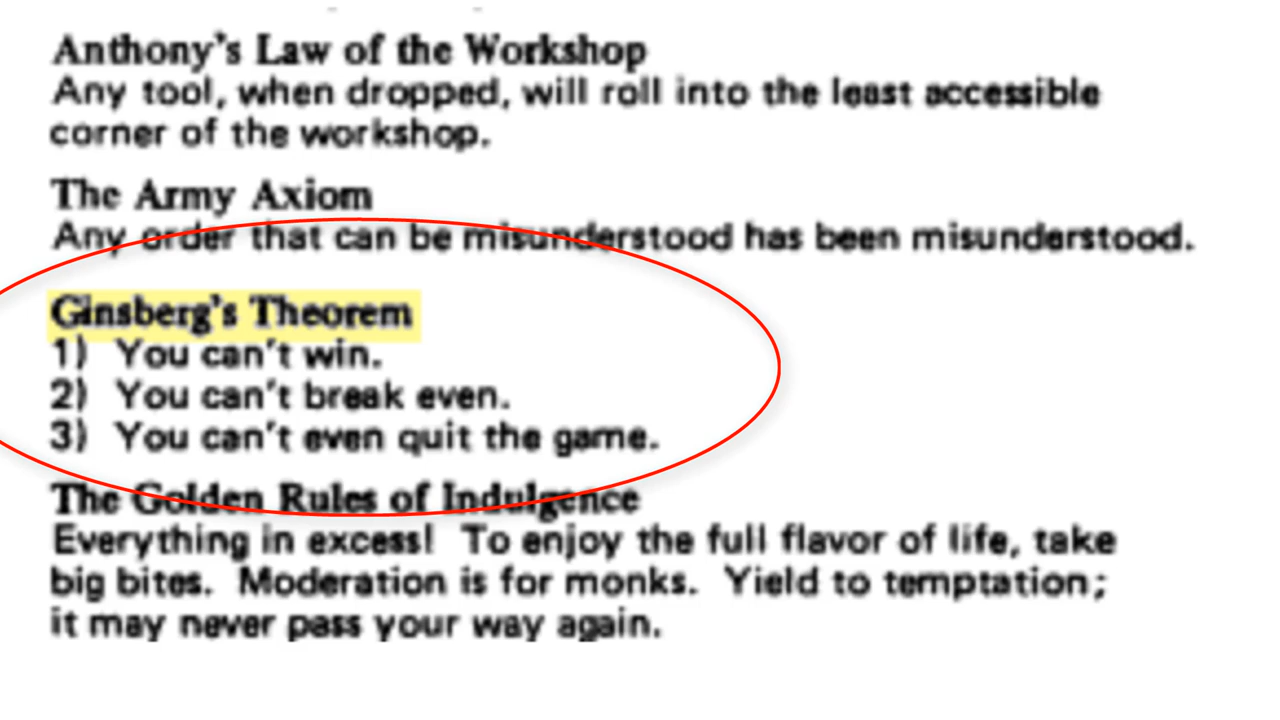 Anthony's Law of the Workshop
Any tool, when dropped, will roll into the least accessible
corner of the workshop.
The Army Axiom
Any order that can be misunderstood has been misunderstood.
Ginsberg's Theorem
1) You can't win.
2) You can't break even.
3) You can't even quit the game.
The Golden Rules of Indulgence
Everything in excess! To enjoy the full flavor of life, take
big bites. Moderation is for monks. Yield to temptation;
it may never pass your way again.